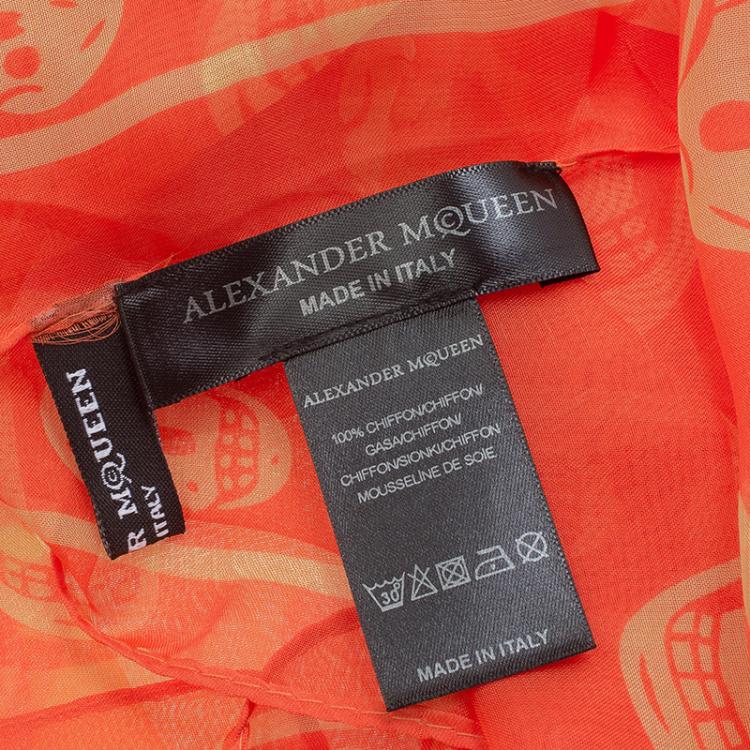 ALEXANDER MCQUEEN
MADE IN ITALY
R MCQUEEN
ITALY
ALEXANDER MCQUEEN
100% CHIFFON/CHIFFON/
GASA/CHIFFON/
CHIFFON/SIONKI/CHIFFON
MOUSSELINE DE SOIE
30°
MADE IN ITALY